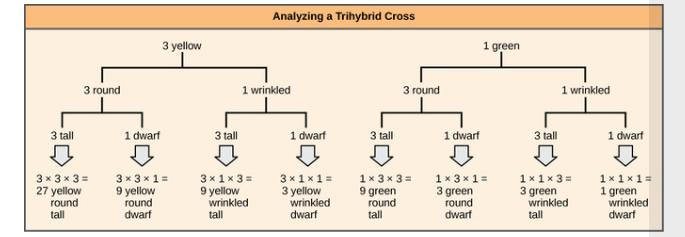 Analyzing a Trihybrid Cross
3 yellow
1 green
3 round
1 wrinkled
3 round
1 wrinkled
3 tall
1 dwarf
3 tall
1 dwarf
3 tall
1 dwarf
3 tall
1 dwarf
3 × 3 × 3 =
27 yellow
round
tall
3 × 3 × 1 =
9 yellow
round
dwarf
3 × 1 × 3 =
9 yellow
wrinkled
tall
3 × 1 × 1 =
3 yellow
wrinkled
dwarf
1 × 3 × 3 =
9 green
round
tall
1 × 3 × 1 =
3 green
round
dwarf
1 × 1 × 3 =
3 green
wrinkled
tall
1 × 1 × 1 =
1 green
wrinkled
dwarf